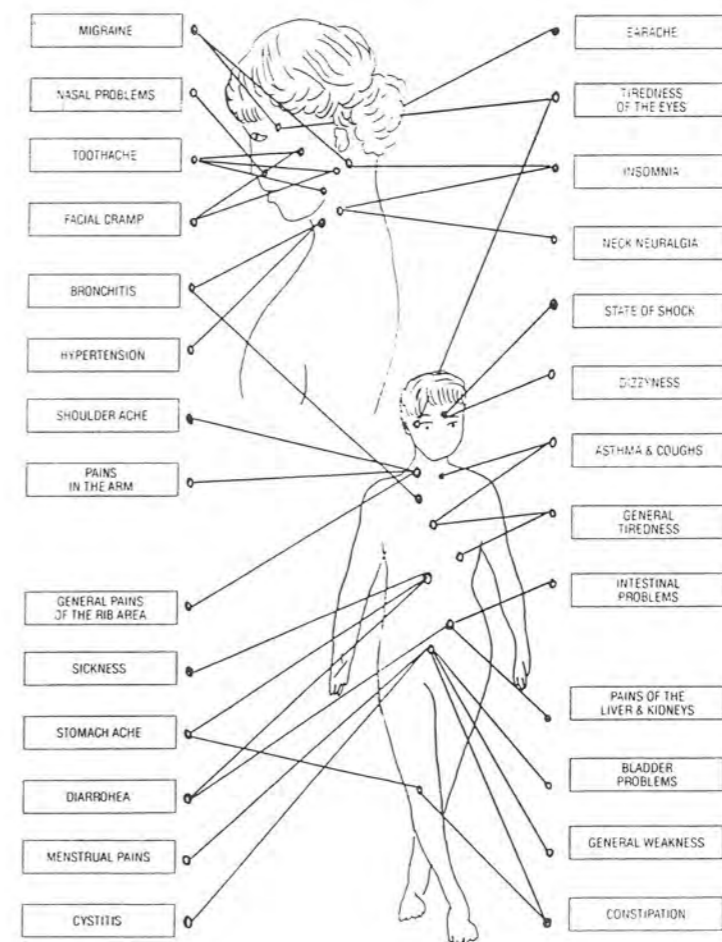 MIGRAINE
NASAL PROBLEMS
TOOTHACHE
FACIAL CRAMP
BRONCHITIS
HYPERTENSION
SHOULDER ACHE
PAINS
IN THE ARM
GENERAL PAINS
OF THE RIB AREA
SICKNESS
STOMACH ACHE
DIARROHEA
MENSTRUAL PAINS
CYSTITIS
EARACHE
TIREDNESS
OF THE EYES
INSOMNIA
NECK NEURALGIA
STATE OF SHOCK
DIZZYNESS
ASTHMA & COUGHS
GENERAL
TIREDNESS
INTESTINAL
PROBLEMS
PAINS OF THE
LIVER & KIDNEYS
BLADDER
PROBLEMS
GENERAL WEAKNESS
CONSTIPATION